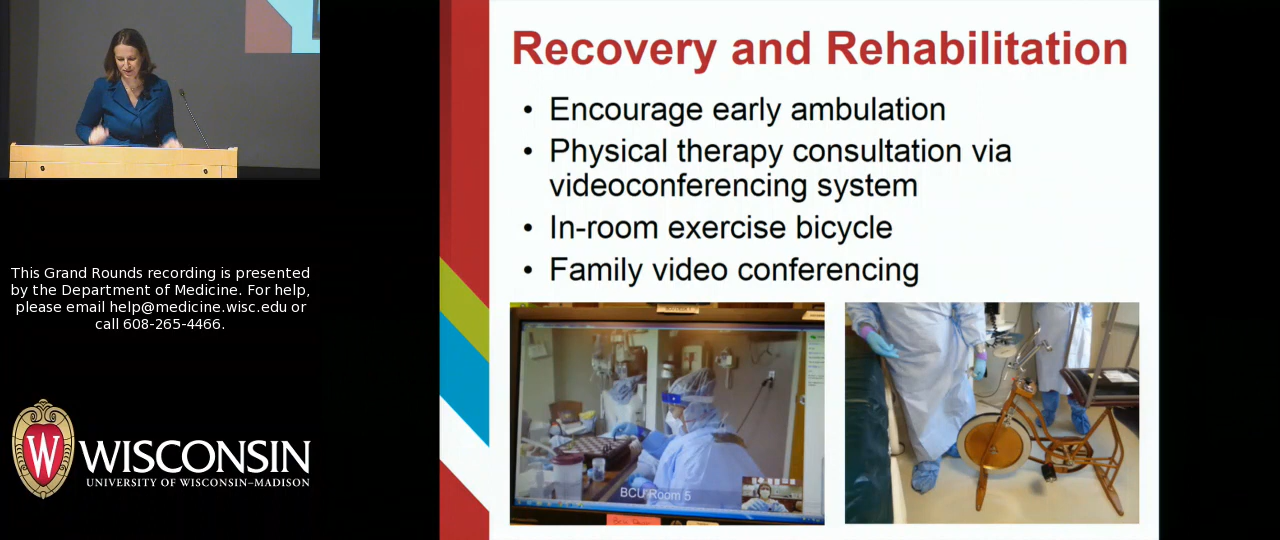 Recovery and Rehabilitation
• Encourage early ambulation
• Physical therapy consultation via
videoconferencing system
• In-room exercise bicycle
• Family video conferencing
BCU Room 5
This Grand Rounds recording is presented
by the Department of Medicine. For help,
please email help@medicine.wisc.edu or
call 608-265-4466.
W
WISCONSIN
UNIVERSITY OF WISCONSIN–MADISON